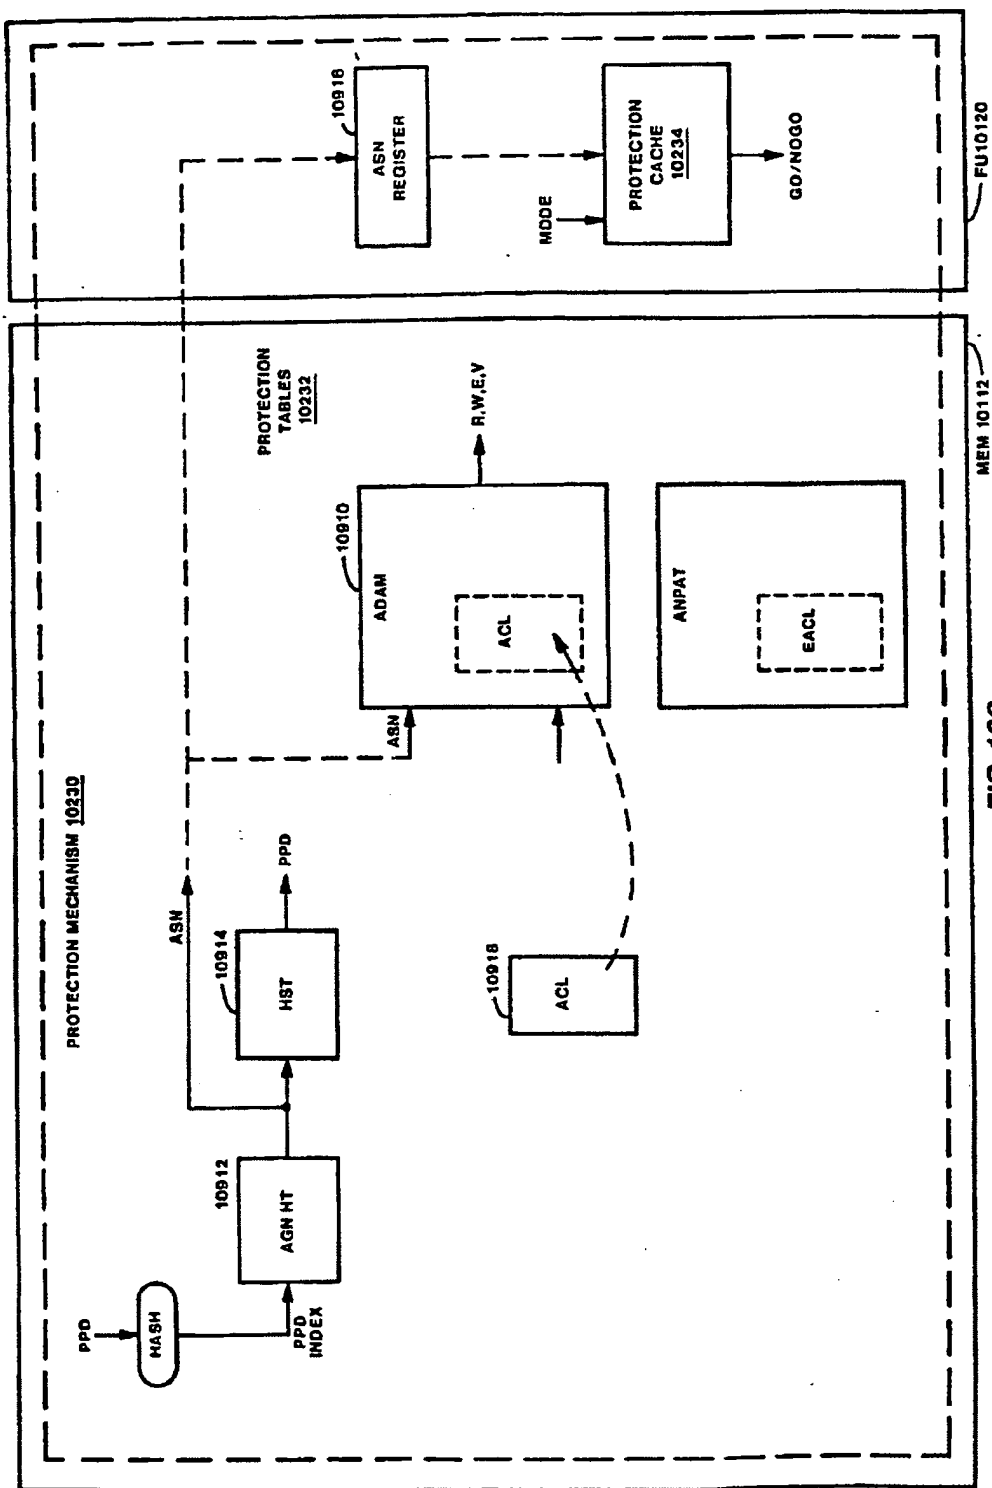 PROTECTION MECHANISM 10230
PPD
HASH
PPD
INDEX
10912
AGN HT
ASN
10914
HST
PPD
PROTECTION
TABLES
10232
10918
ACL
ASN
10910
ADAM
ACL
R,W,E,V
ANPAT
EACL
MEM 10112
10916
ASN
REGISTER
MODE
PROTECTION
CACHE
10234
GO/NOGO
FU10120